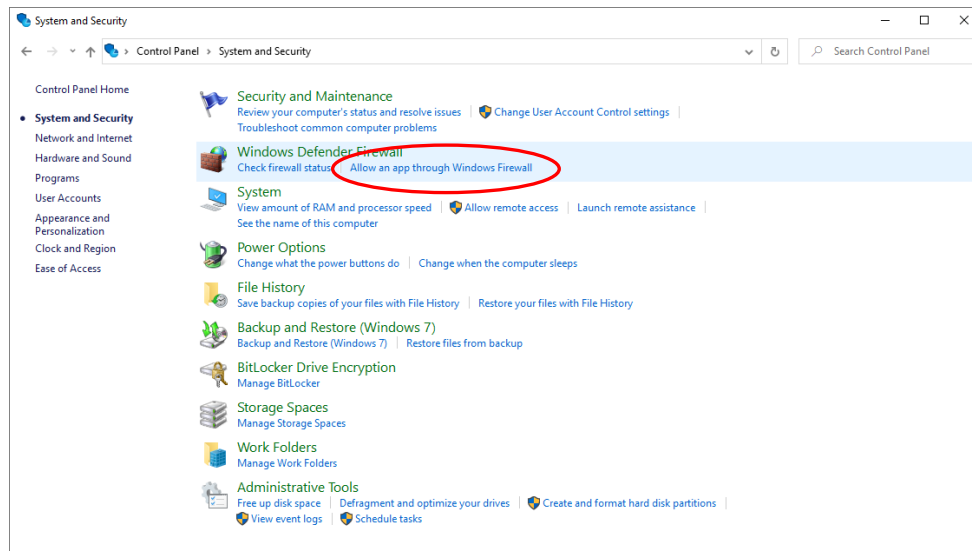 System and Security
Control Panel › System and Security
Search Control Panel
Control Panel Home
System and Security
Network and Internet
Hardware and Sound
Programs
User Accounts
Appearance and
Personalization
Clock and Region
Ease of Access
Security and Maintenance
Review your computer's status and resolve issues
Change User Account Control settings
Troubleshoot common computer problems
Windows Defender Firewall
Check firewall status
Allow an app through Windows Firewall
System
View amount of RAM and processor speed
Allow remote access
Launch remote assistance
See the name of this computer
Power Options
Change what the power buttons do
Change when the computer sleeps
File History
Save backup copies of your files with File History
Restore your files with File History
Backup and Restore (Windows 7)
Backup and Restore (Windows 7)
Restore files from backup
BitLocker Drive Encryption
Manage BitLocker
Storage Spaces
Manage Storage Spaces
Work Folders
Manage Work Folders
Administrative Tools
Free up disk space
Defragment and optimize your drives
Create and format hard disk partitions
View event logs
Schedule tasks